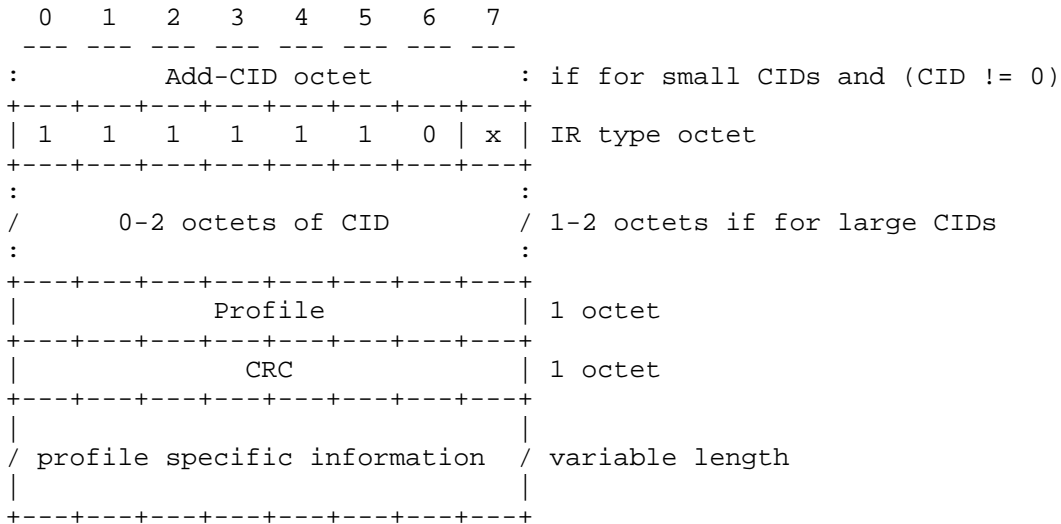 0   1   2   3   4   5   6   7
 --- --- --- --- --- --- --- ---
:         Add-CID octet         : if for small CIDs and (CID != 0)
+---+---+---+---+---+---+---+---+
| 1   1   1   1   1   1   0 | x | IR type octet
+---+---+---+---+---+---+---+---+
:                               :
/      0-2 octets of CID        / 1-2 octets if for large CIDs
:                               :
+---+---+---+---+---+---+---+---+
|            Profile            | 1 octet
+---+---+---+---+---+---+---+---+
|              CRC              | 1 octet
+---+---+---+---+---+---+---+---+
|                               |
/ profile specific information  / variable length
|                               |
+---+---+---+---+---+---+---+---+